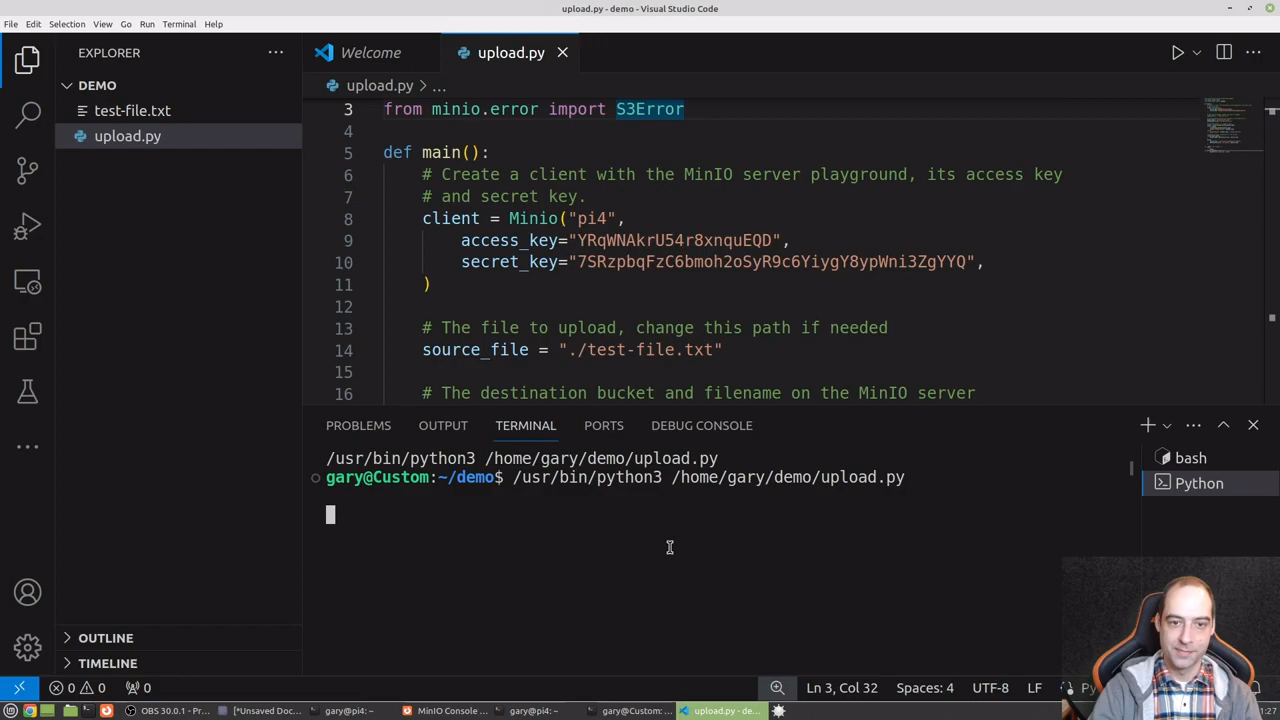 upload.py - demo - Visual Studio Code
File Edit Selection View Go Run Terminal Help
EXPLORER
DEMO
test-file.txt
upload.py
OUTLINE
TIMELINE
Welcome
upload.py
upload.py > ...
3 from minio.error import S3Error
4
5 def main():
6 # Create a client with the MinIO server playground, its access key
7 # and secret key.
8 client = Minio("pi4",
9 access_key="YRqWNAkrU54r8xnquEQD",
10 secret_key="7SRzpbqFzC6bmoh2oSyR9c6YiygY8ypWni3ZgYYQ",
11 )
12
13 # The file to upload, change this path if needed
14 source_file = "./test-file.txt"
15
16 # The destination bucket and filename on the MinIO server
PROBLEMS OUTPUT TERMINAL PORTS DEBUG CONSOLE
/usr/bin/python3 /home/gary/demo/upload.py
gary@Custom:~/demo$ /usr/bin/python3 /home/gary/demo/upload.py
bash
Python
0 0 0 Ln 3, Col 32 Spaces: 4 UTF-8 LF Py
OBS 30.0.1 - Pr... [*Unsaved Doc... gary@pi4: ~ MinIO Console ... gary@pi4: ~ gary@Custom: ... upload.py - de... 1:27